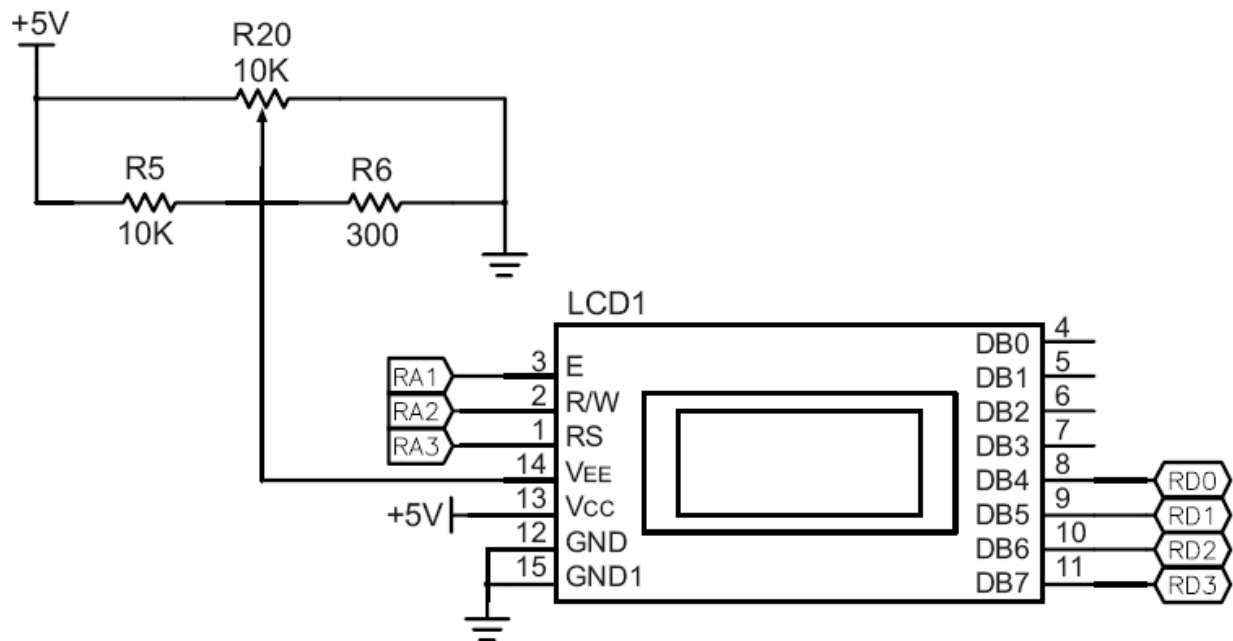 +5V
R20
10K
R5
10K
R6
300
LCD1
RA1 3 E
RA2 2 R/W
RA3 1 RS
14 VEE
+5V 13 VCC
12 GND
15 GND1
DB0 4
DB1 5
DB2 6
DB3 7
DB4 8 RD0
DB5 9 RD1
DB6 10 RD2
DB7 11 RD3